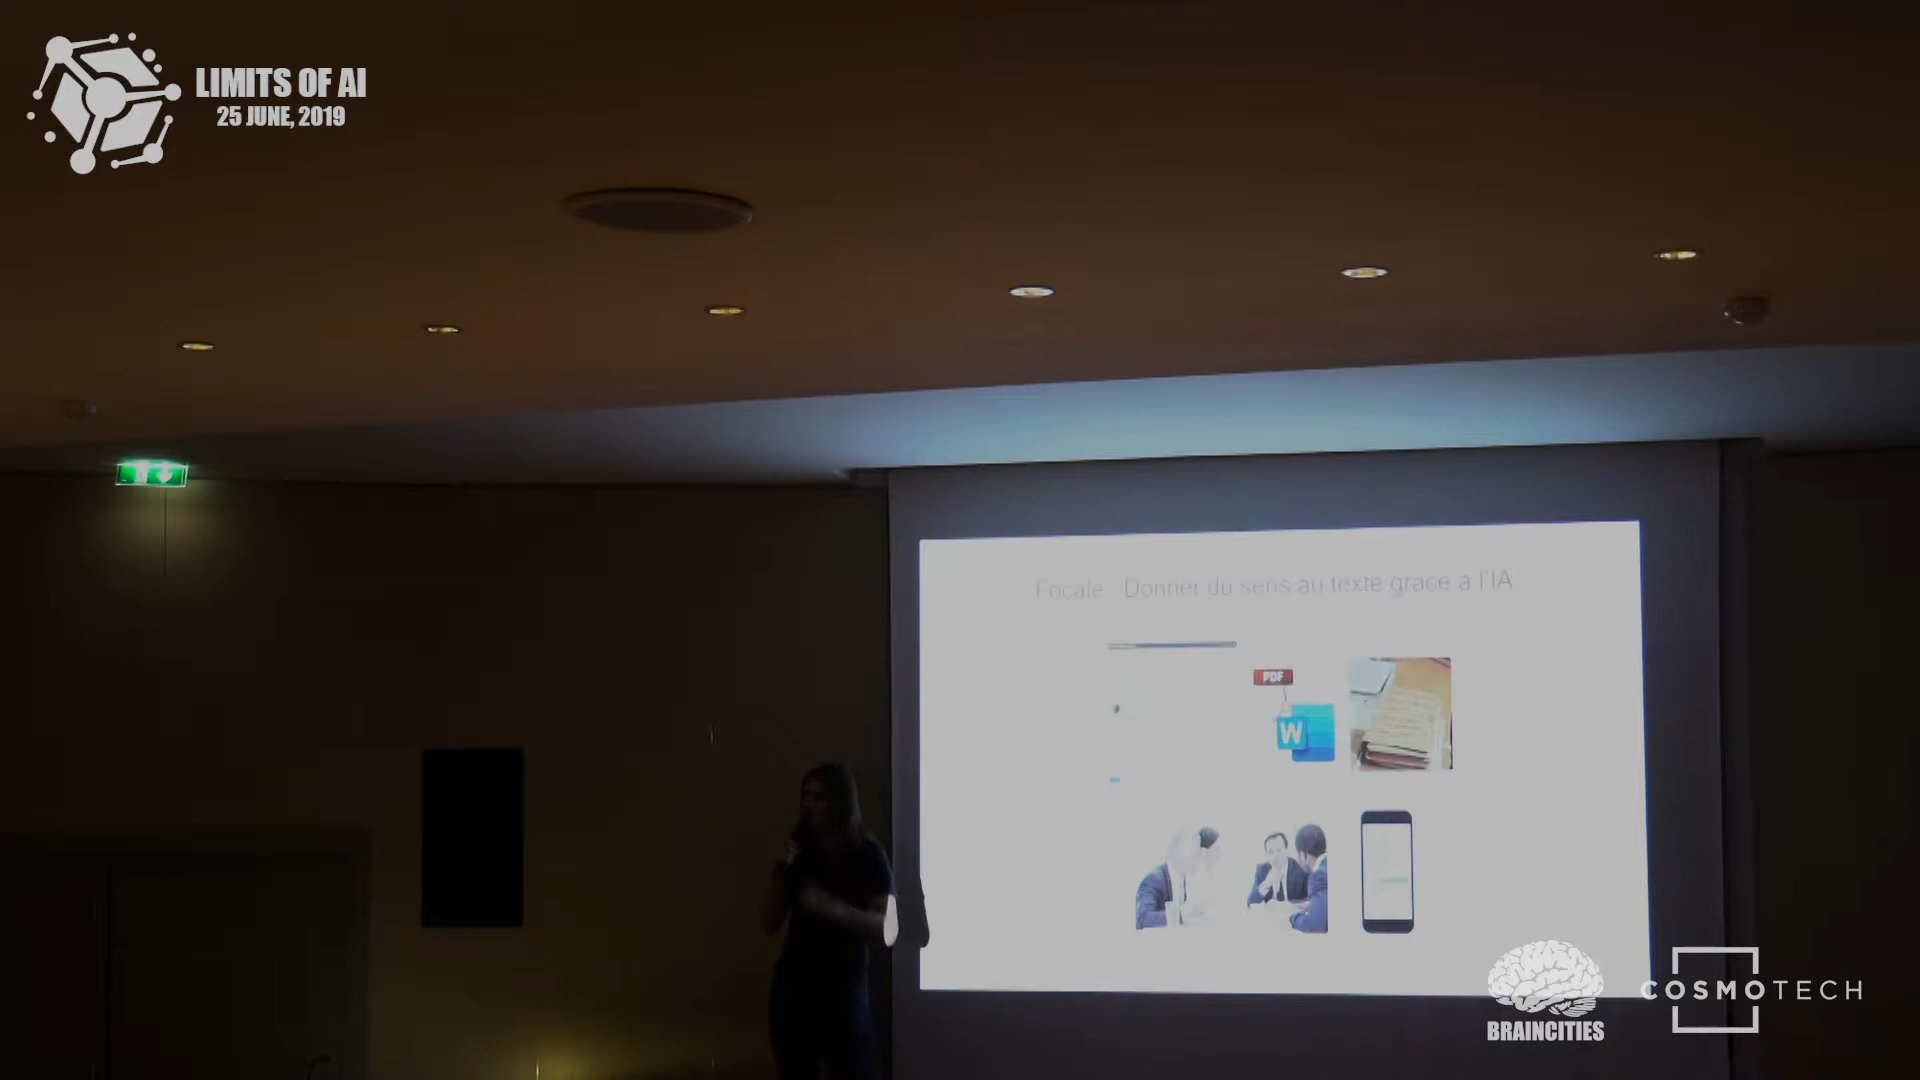 LIMITS OF AI
25 JUNE, 2019
Focale : Donner du sens au texte grace a l'IA
PDF
W
BRAINCITIES
COSMOTECH